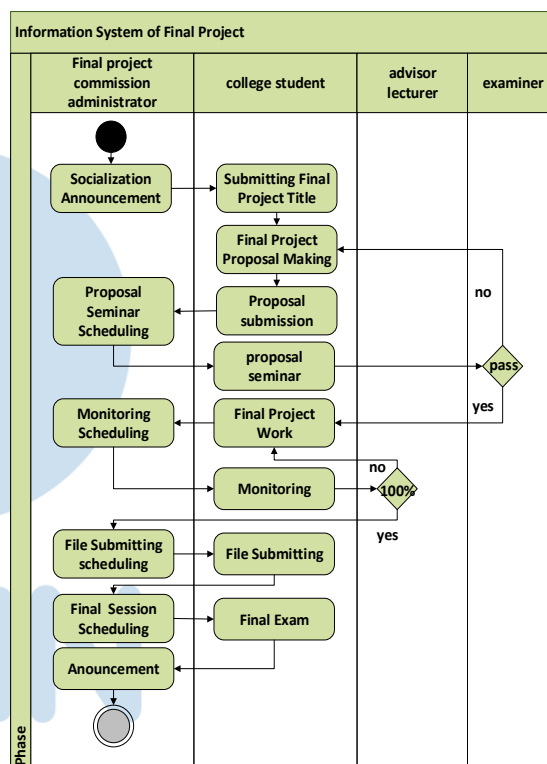 Information System of Final Project
Final project
commission
administrator
college student
advisor
lecturer
examiner
Socialization
Announcement
Submitting Final
Project Title
Final Project
Proposal Making
no
Proposal
Seminar
Scheduling
Proposal
submission
proposal
seminar
pass
yes
Monitoring
Scheduling
Final Project
Work
no
Monitoring
100%
yes
File Submitting
scheduling
File Submitting
Final Session
Scheduling
Final Exam
Anouncement
Phase